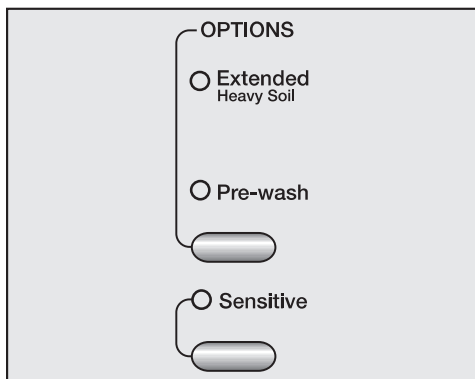 OPTIONS
Extended
Heavy Soil
Pre-wash
Sensitive